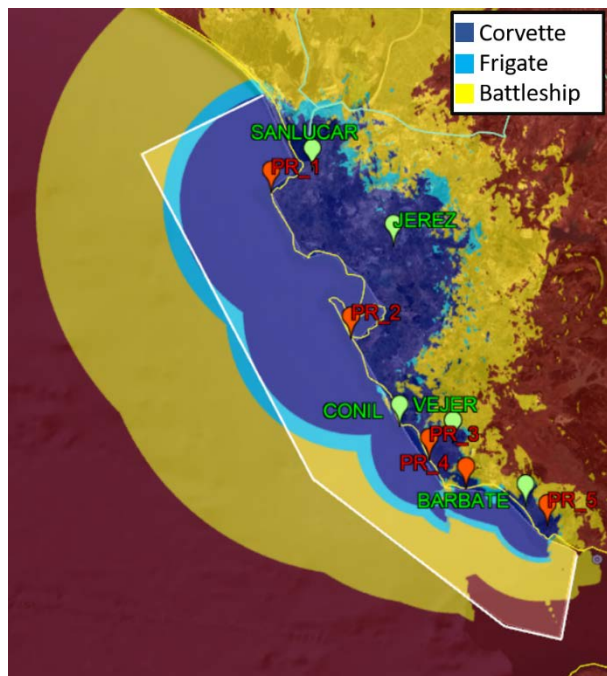 Corvette
Frigate
Battleship
SANLUCAR
PR_1
JEREZ
PR_2
CONIL
VEJER
PR_3
PR_4
BARBATE
PR_5